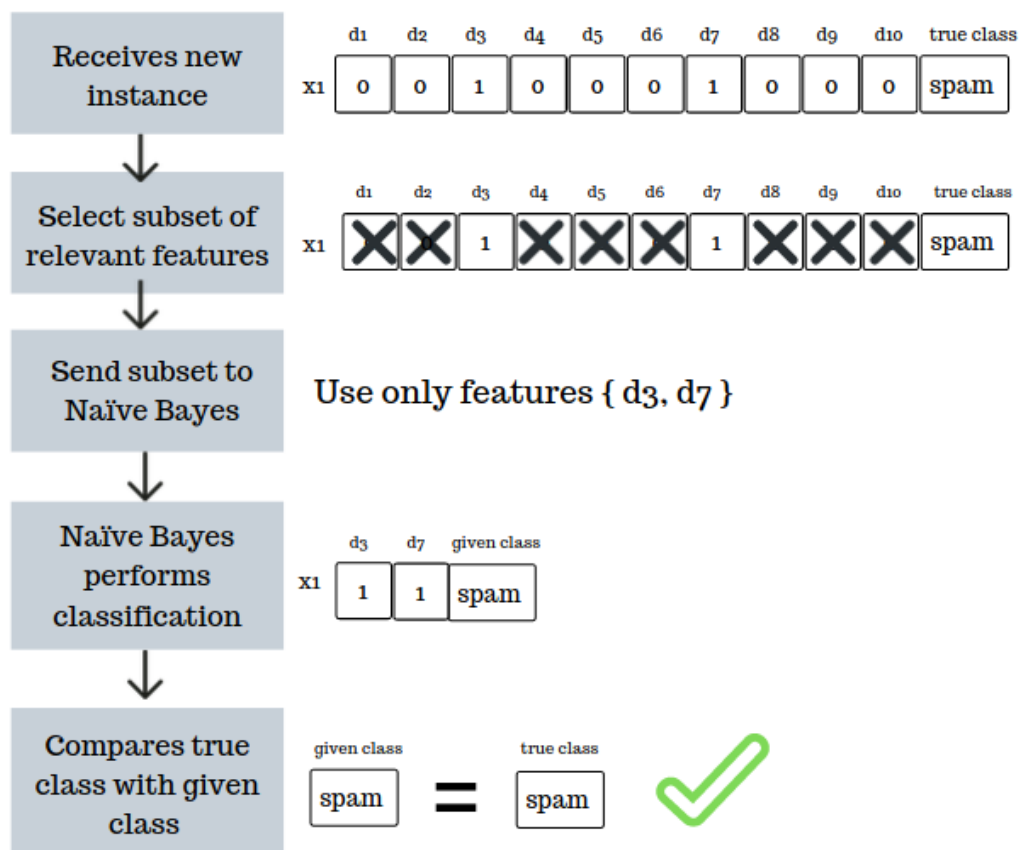 Receives new
instance
d1 d2 d3 d4 d5 d6 d7 d8 d9 d10 true class
x1 0 0 1 0 0 0 1 0 0 0 spam
Select subset of
relevant features
d1 d2 d3 d4 d5 d6 d7 d8 d9 d10 true class
x1 0 1 1 spam
Send subset to
Naïve Bayes
Use only features { d3, d7 }
Naïve Bayes
performs
classification
d3 d7 given class
x1 1 1 spam
Compares true
class with given
class
given class true class
spam = spam